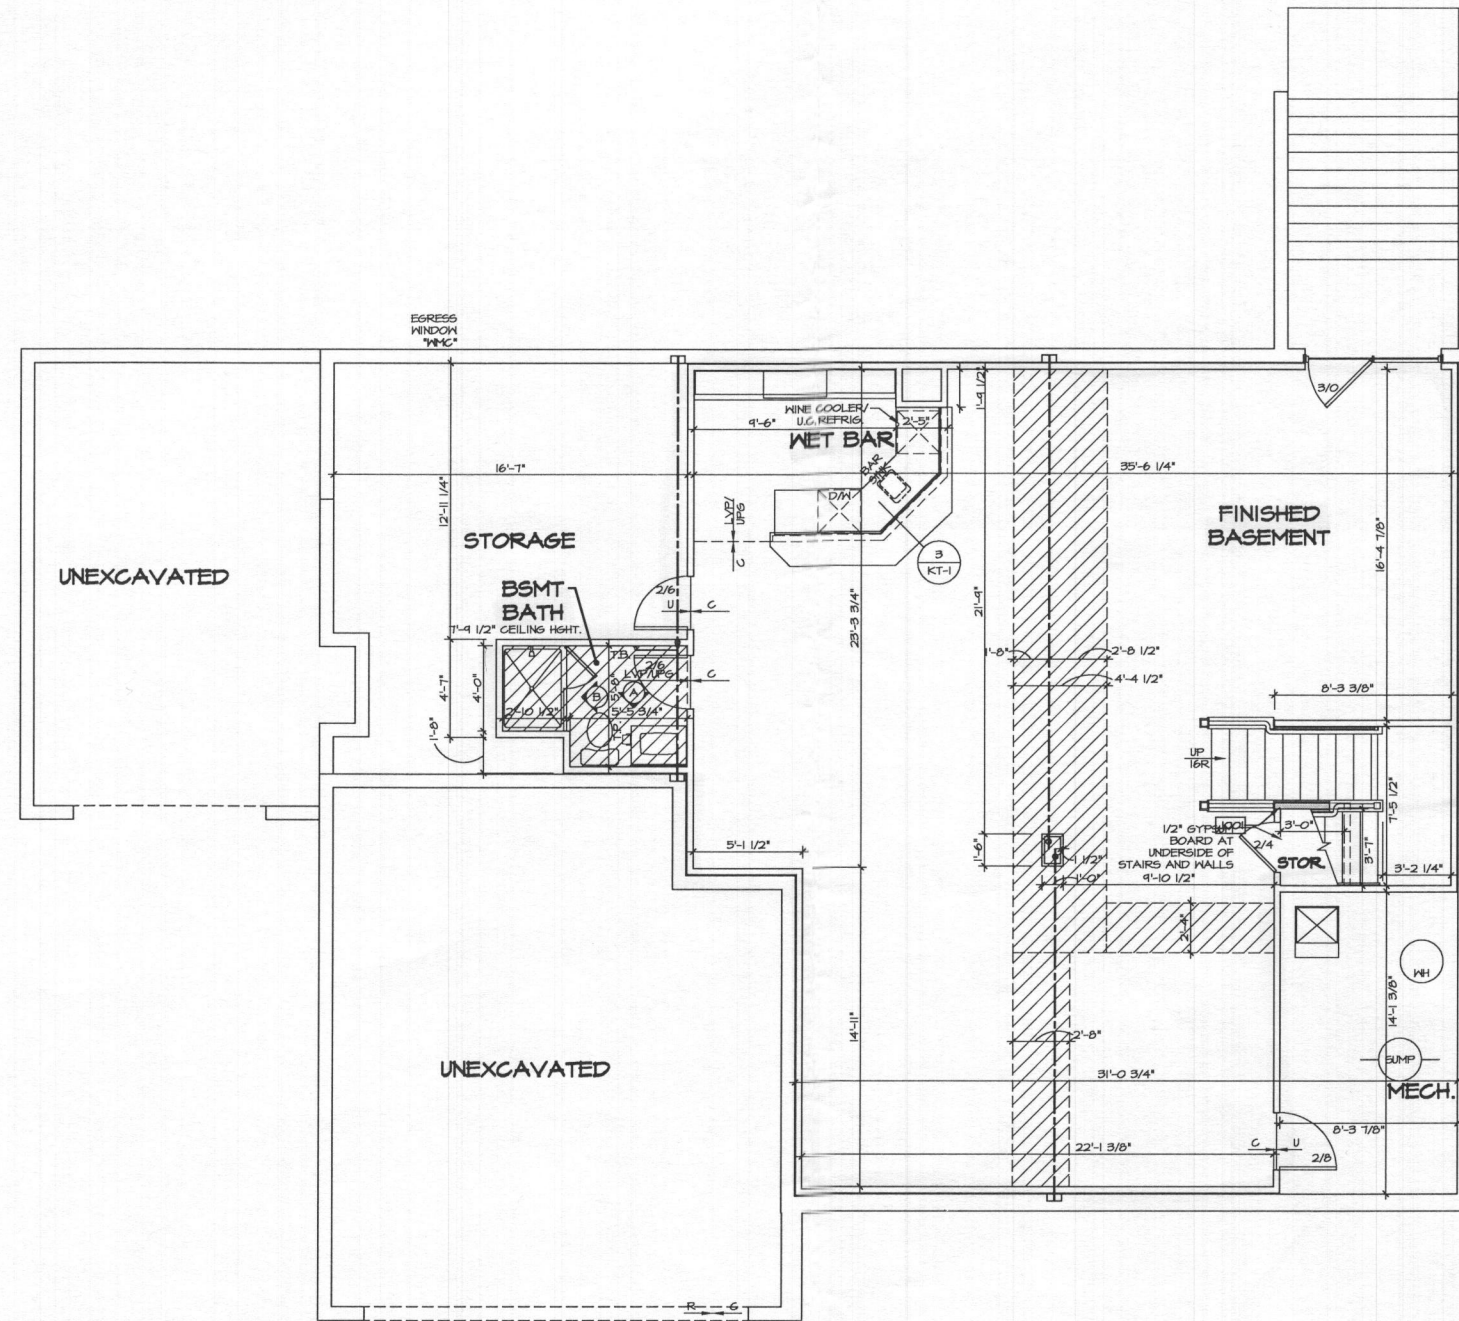 EGRESS
WINDOW
"WMC"
3/0
WINE COOLER/
U.C. REFRIG.
2'-5"
9'-6"
WET BAR
1'-9 1/2"
16'-7"
35'-6 1/4"
BAR
SINK
D/W
12'-11 1/4"
LVP/
UPG
C
FINISHED
BASEMENT
16'-4 7/8"
STORAGE
3
KT-1
UNEXCAVATED
BSMT
BATH
7'-9 1/2" CEILING HGHT.
2/6
U
C
21'-9"
23'-3 3/4"
T.B.
2/6
LVP/UPG
C
1'-8"
2'-8 1/2"
4'-4 1/2"
8'-3 3/8"
4'-7"
4'-0"
5'-8"
B
A
2'-10 1/2"
5'-5 3/4"
1'-8"
UP
16R
7'-5 1/2"
1/2" GYPSUM
BOARD AT
UNDERSIDE OF
STAIRS AND WALLS
1001
3'-0"
2/4
STOR.
3'-7"
3'-2 1/4"
5'-1 1/2"
1'-6"
1 1/2"
1'-0"
9'-10 1/2"
2'-4"
WH
14'-11"
14'-1 3/8"
2'-8"
SUMP
UNEXCAVATED
31'-0 3/4"
MECH.
8'-3 7/8"
22'-1 3/8"
C
U
2/8
R
G